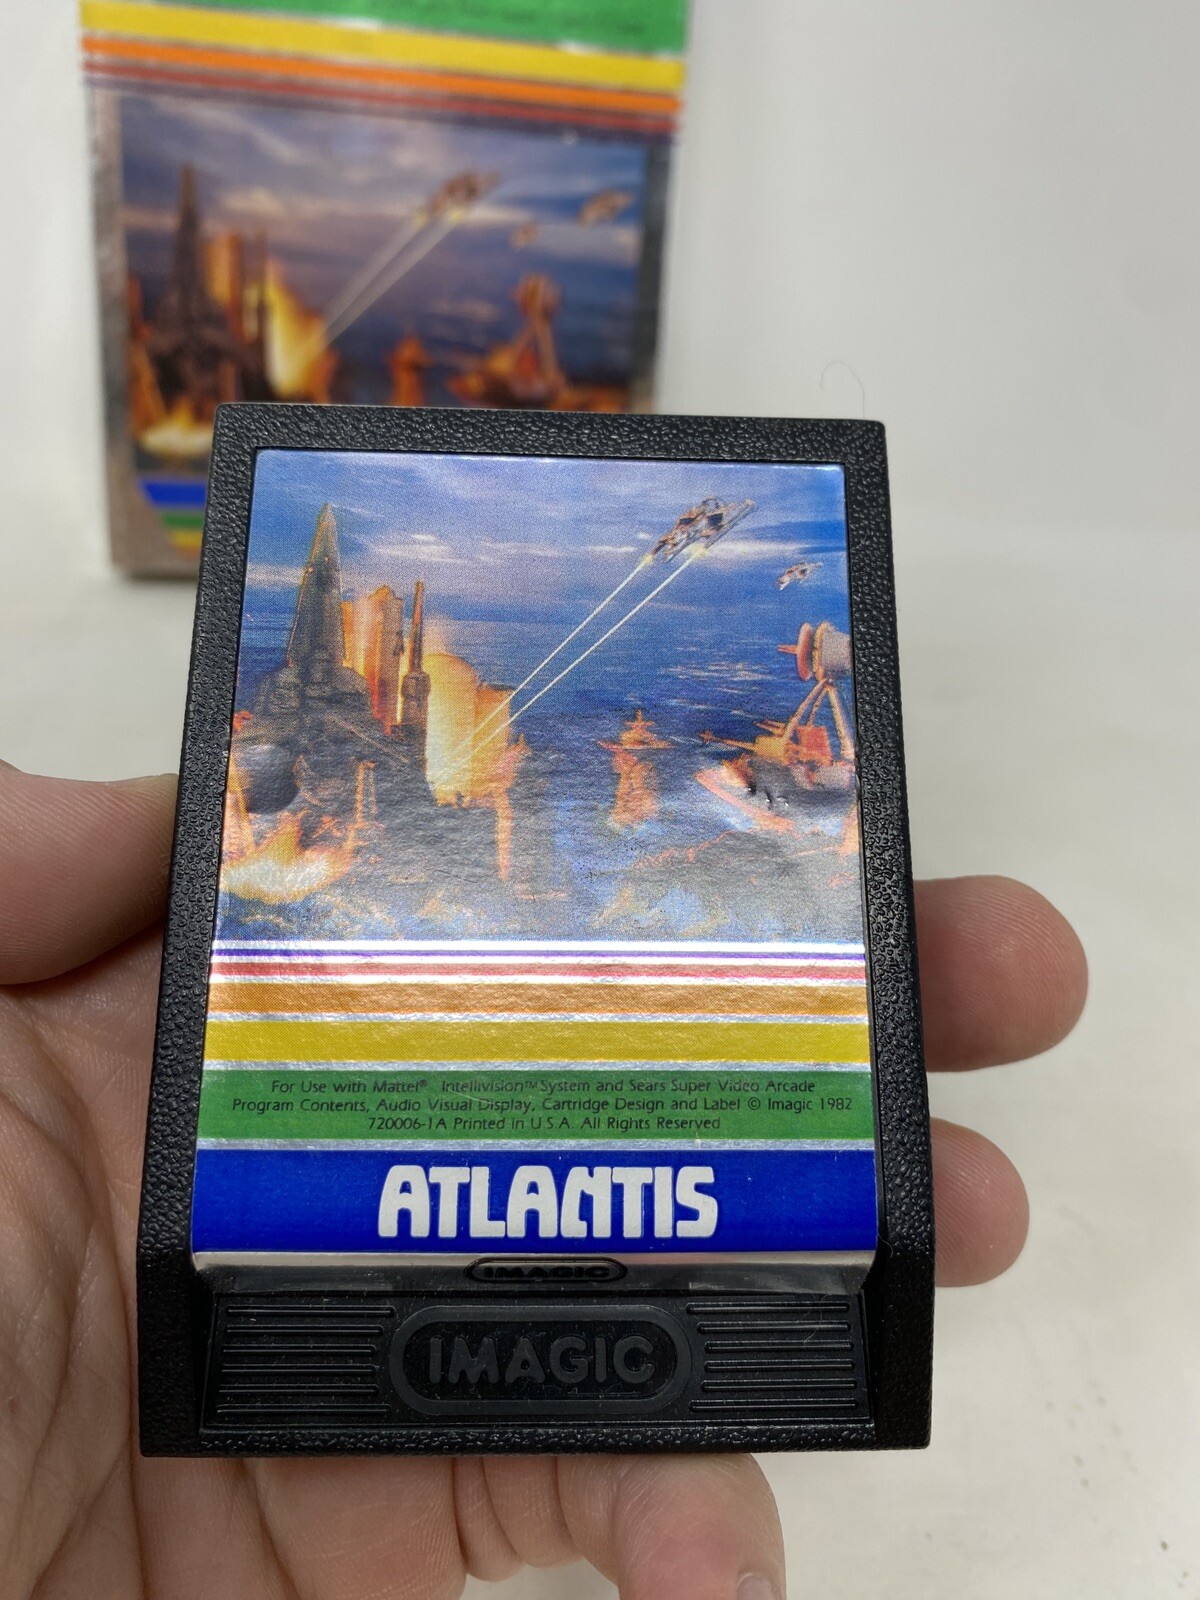 For Use with Mattel® Intellivision™ System and Sears Super Video Arcade
Program Contents, Audio Visual Display, Cartridge Design and Label © Imagic 1982
720006-1A Printed in U.S.A. All Rights Reserved
ATLANTIS
IMAGIC
IMAGIC